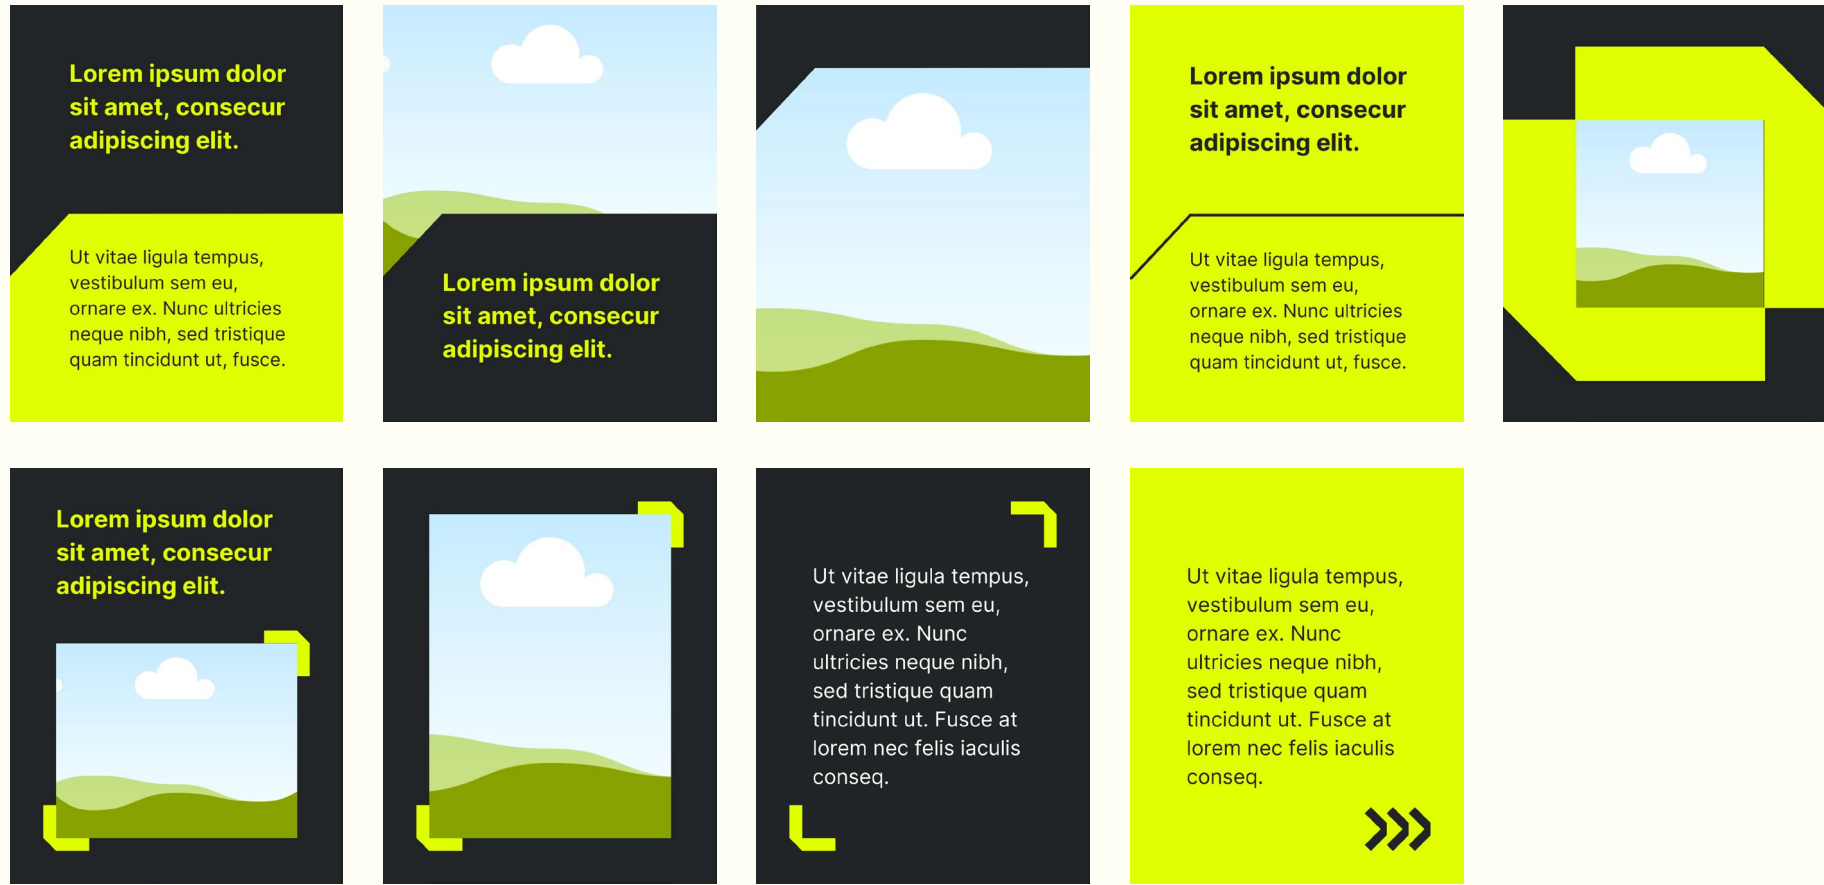 Lorem ipsum dolor
sit amet, consecur
adipiscing elit.
Ut vitae ligula tempus,
vestibulum sem eu,
ornare ex. Nunc ultricies
neque nibh, sed tristique
quam tincidunt ut, fusce.
Lorem ipsum dolor
sit amet, consecur
adipiscing elit.
Lorem ipsum dolor
sit amet, consecur
adipiscing elit.
Ut vitae ligula tempus,
vestibulum sem eu,
ornare ex. Nunc ultricies
neque nibh, sed tristique
quam tincidunt ut, fusce.
Lorem ipsum dolor
sit amet, consecur
adipiscing elit.
Ut vitae ligula tempus,
vestibulum sem eu,
ornare ex. Nunc
ultricies neque nibh,
sed tristique quam
tincidunt ut. Fusce at
lorem nec felis iaculis
conseq.
Ut vitae ligula tempus,
vestibulum sem eu,
ornare ex. Nunc
ultricies neque nibh,
sed tristique quam
tincidunt ut. Fusce at
lorem nec felis iaculis
conseq.